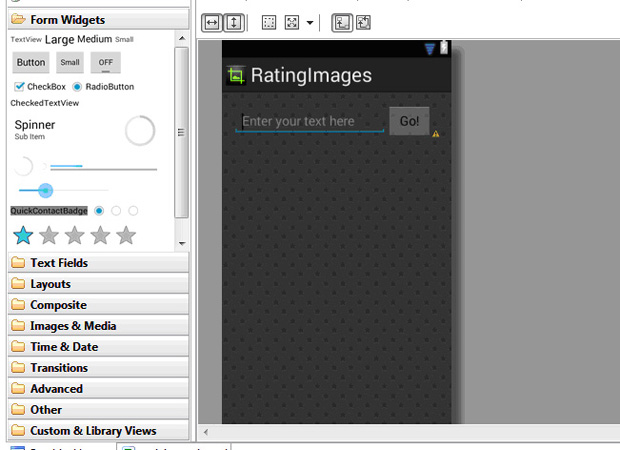 Form Widgets
TextView Large Medium Small
Button Small OFF
CheckBox RadioButton
CheckedTextView
Spinner
Sub Item
QuickContactBadge
Text Fields
Layouts
Composite
Images & Media
Time & Date
Transitions
Advanced
Other
Custom & Library Views
RatingImages
Enter your text here Go!